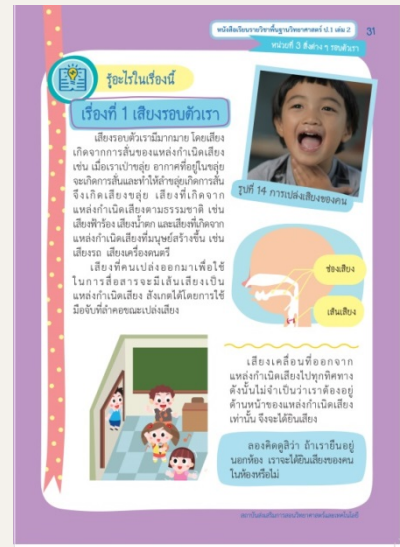 หนังสือเรียนรายวิชาพื้นฐานวิทยาศาสตร์ ป.1 เล่ม 2
31
หน่วยที่ 3 สิ่งต่าง ๆ รอบตัวเรา
รู้อะไรในเรื่องนี้
เรื่องที่ 1 เสียงรอบตัวเรา
เสียงรอบตัวเรามีมากมาย โดยเสียง
เกิดจากการสั่นของแหล่งกำเนิดเสียง
เช่น เมื่อเราเป่าขลุ่ย อากาศที่อยู่ในขลุ่ย
จะเกิดการสั่นและทำให้ลำขลุ่ยเกิดการสั่น
จึงเกิดเสียงขลุ่ย เสียงที่เกิดจาก
แหล่งกำเนิดเสียงตามธรรมชาติ เช่น
เสียงฟ้าร้อง เสียงน้ำตก และเสียงที่เกิดจาก
แหล่งกำเนิดเสียงที่มนุษย์สร้างขึ้น เช่น
เสียงรถ เสียงเครื่องดนตรี
เสียงที่คนเปล่งออกมาเพื่อใช้
ในการสื่อสารจะมีเส้นเสียงเป็น
แหล่งกำเนิดเสียง สังเกตได้โดยการใช้
มือจับที่ลำคอขณะเปล่งเสียง
รูปที่ 14 การเปล่งเสียงของคน
ช่องเสียง
เส้นเสียง
เสียงเคลื่อนที่ออกจาก
แหล่งกำเนิดเสียงไปทุกทิศทาง
ดังนั้นไม่จำเป็นว่าเราต้องอยู่
ด้านหน้าของแหล่งกำเนิดเสียง
เท่านั้น จึงจะได้ยินเสียง
ลองคิดดูสิว่า ถ้าเรายืนอยู่
นอกห้อง เราจะได้ยินเสียงของคน
ในห้องหรือไม่
สถาบันส่งเสริมการสอนวิทยาศาสตร์และเทคโนโลยี